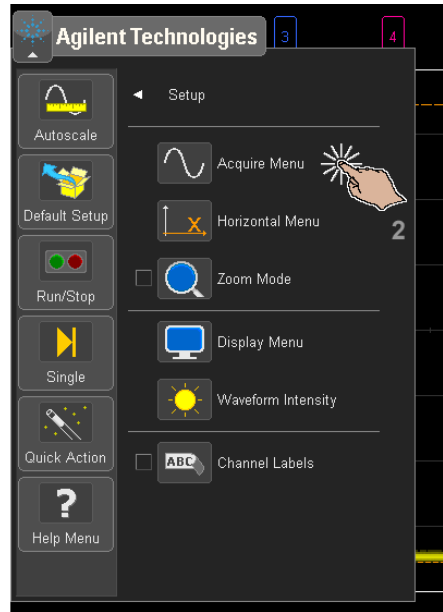 Agilent Technologies
3
4
Setup
Autoscale
Default Setup
Run/Stop
Single
Quick Action
?
Help Menu
Acquire Menu
2
X
Horizontal Menu
Zoom Mode
Display Menu
Waveform Intensity
ABC
Channel Labels